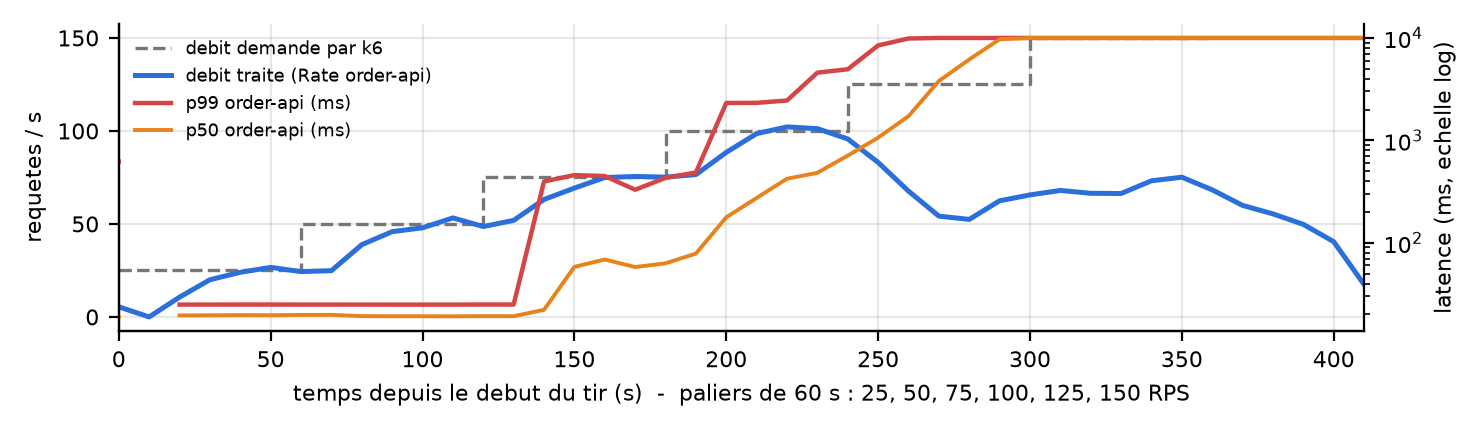 150
100
50
0
requetes / s
debit demande par k6
debit traite (Rate order-api)
p99 order-api (ms)
p50 order-api (ms)
10^4
10^3
10^2
latence (ms, echelle log)
0 50 100 150 200 250 300 350 400
temps depuis le debut du tir (s)  -  paliers de 60 s : 25, 50, 75, 100, 125, 150 RPS